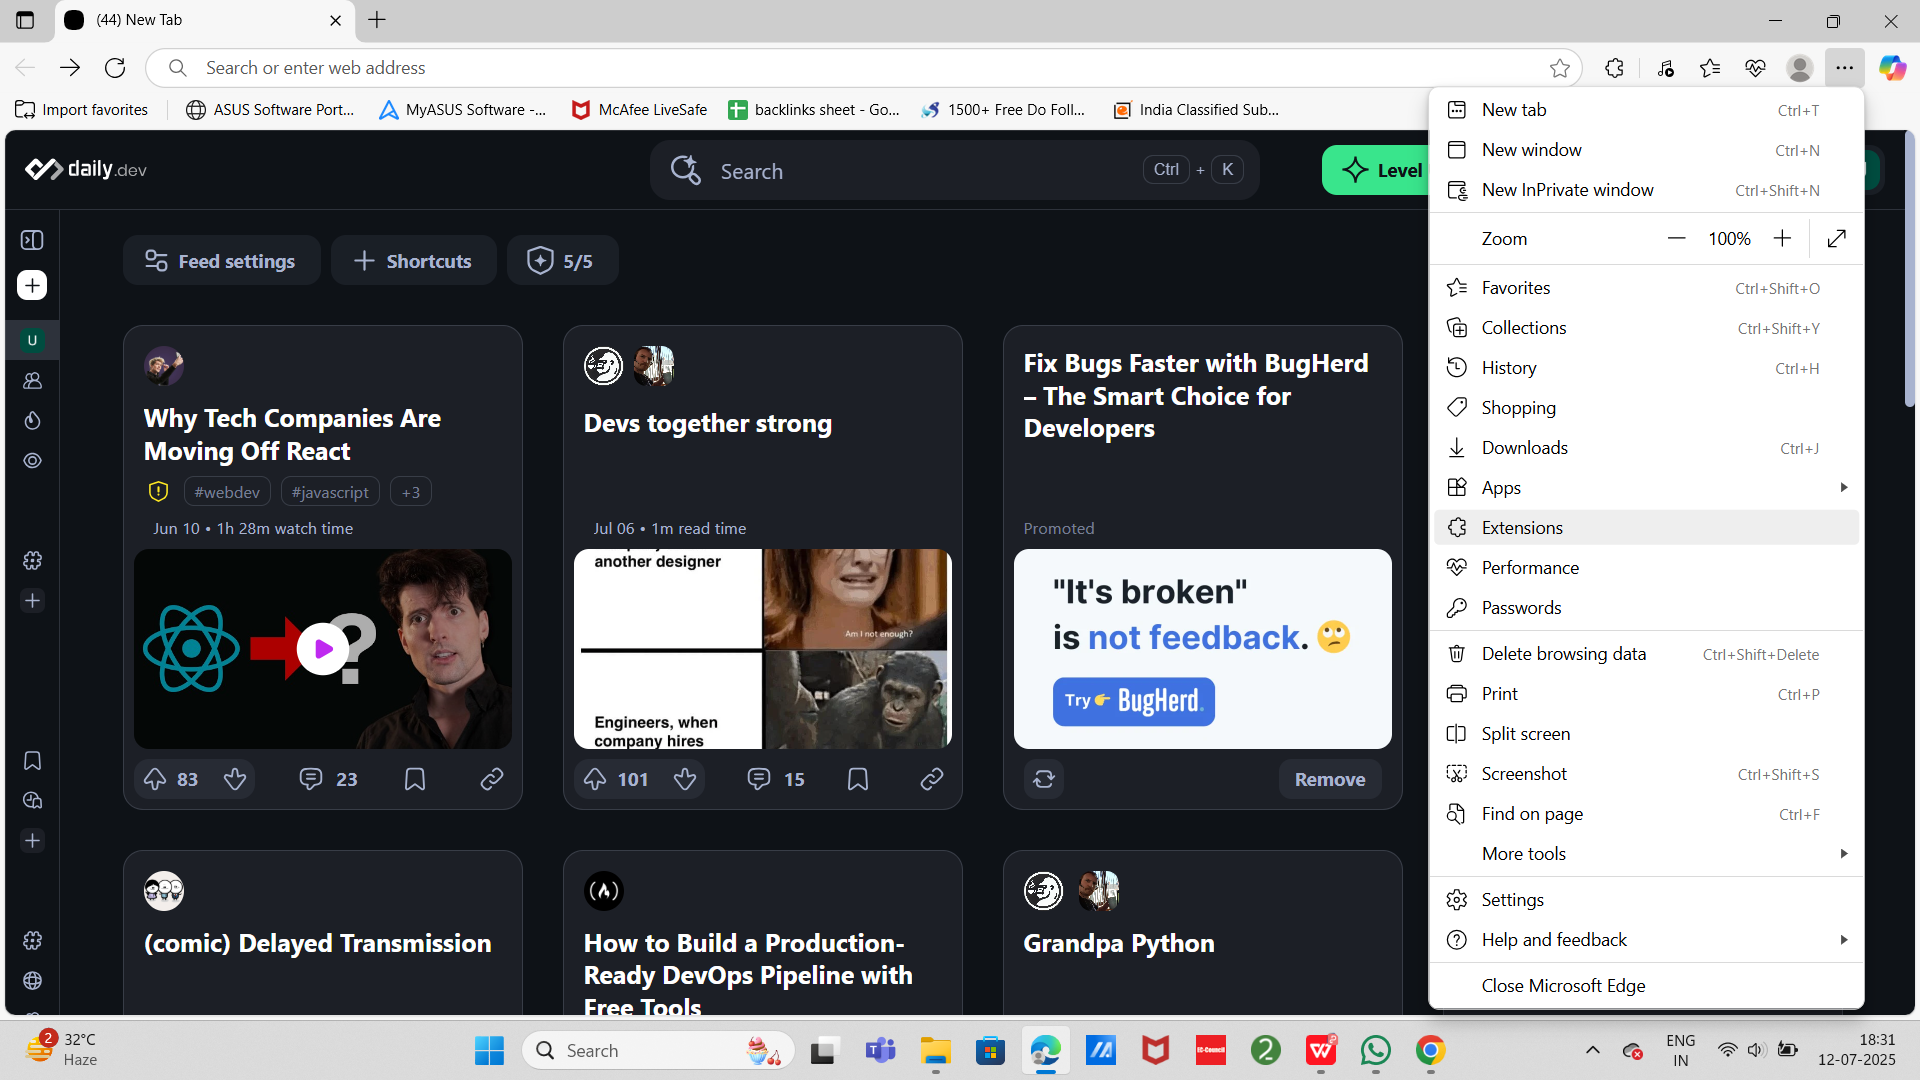 (44) New Tab
Search or enter web address
Import favorites
ASUS Software Port...
MyASUS Software -...
McAfee LiveSafe
backlinks sheet - Go...
1500+ Free Do Foll...
India Classified Sub...
daily.dev
Search
Ctrl + K
Level
Feed settings
Shortcuts
5/5
U
Why Tech Companies Are
Moving Off React
#webdev
#javascript
+3
Jun 10 • 1h 28m watch time
83
23
Devs together strong
Jul 06 • 1m read time
another designer
Am I not enough?
Engineers, when
company hires
101
15
Fix Bugs Faster with BugHerd
– The Smart Choice for
Developers
Promoted
"It's broken"
is not feedback.
Try BugHerd.
Remove
(comic) Delayed Transmission
How to Build a Production-
Ready DevOps Pipeline with
Free Tools
Grandpa Python
New tab Ctrl+T
New window Ctrl+N
New InPrivate window Ctrl+Shift+N
Zoom 100%
Favorites Ctrl+Shift+O
Collections Ctrl+Shift+Y
History Ctrl+H
Shopping
Downloads Ctrl+J
Apps
Extensions
Performance
Passwords
Delete browsing data Ctrl+Shift+Delete
Print Ctrl+P
Split screen
Screenshot Ctrl+Shift+S
Find on page Ctrl+F
More tools
Settings
Help and feedback
Close Microsoft Edge
2
32°C
Haze
Search
EC-Council
2
W
2
ENG
IN
18:31
12-07-2025